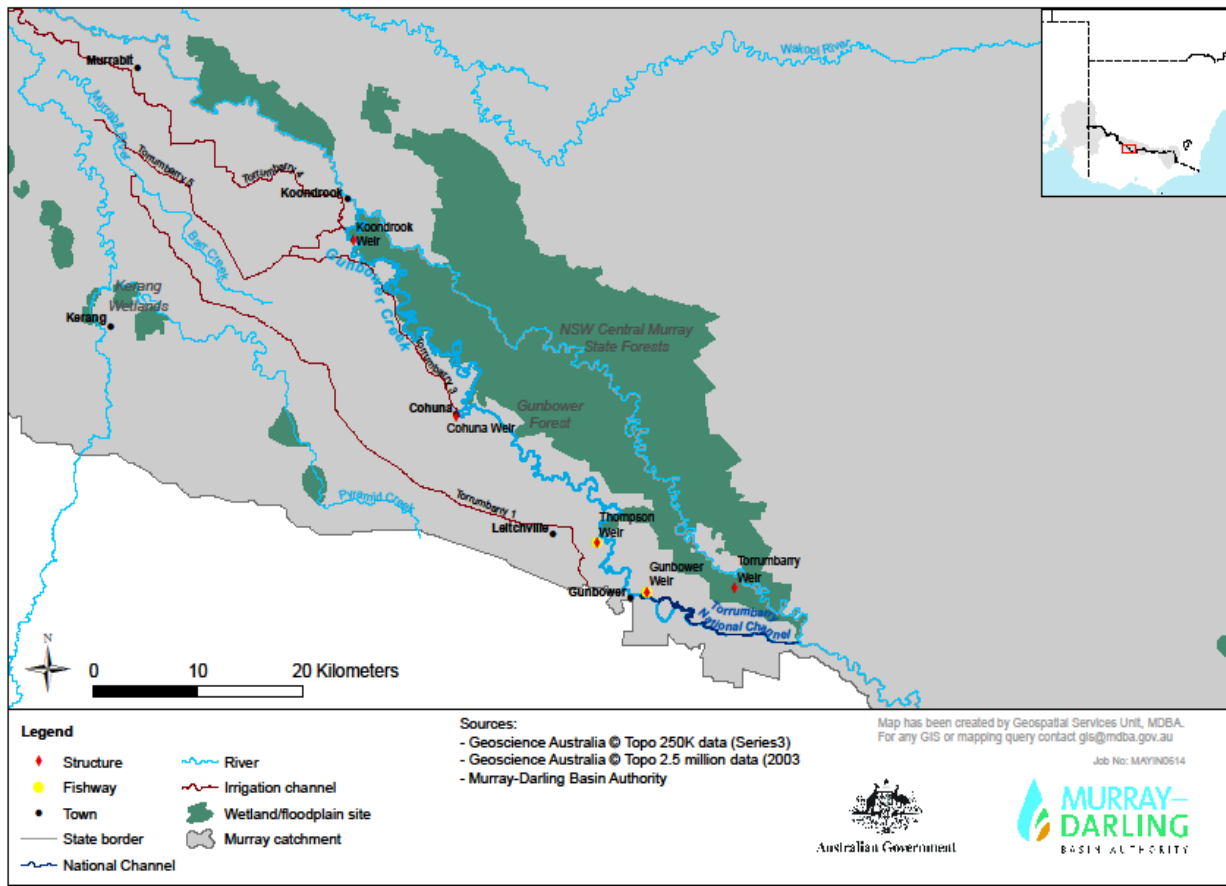 Wakool River
Murrabit
Murrabit River
Torrumbarry 5
Torrumbarry 4
Koondrook
Koondrook
Weir
Barr Creek
Gunbower Creek
Kerang
Wetlands
Kerang
NSW Central Murray
State Forests
Torrumbarry 3
Gunbower
Forest
Cohuna
Cohuna Weir
Pyramid Creek
Torrumbarry 1
Leitchville
Thompson
Weir
Gunbower
Weir
Torrumbarry
Weir
Gunbower
Torrumbarry
National Channel
N
0 10 20 Kilometers
Legend
Structure
Fishway
Town
State border
National Channel
River
Irrigation channel
Wetland/floodplain site
Murray catchment
Sources:
- Geoscience Australia © Topo 250K data (Series3)
- Geoscience Australia © Topo 2.5 million data (2003
- Murray-Darling Basin Authority
Map has been created by Geospatial Services Unit, MDBA.
For any GIS or mapping query contact gis@mdba.gov.au
Job No: MAYIN0614
Australian Government
MURRAY–
DARLING
BASIN AUTHORITY